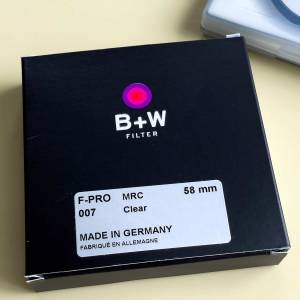 B+W
FILTER
F-PRO MRC 58 mm
007 Clear
MADE IN GERMANY
FABRIQUÉ EN ALLEMAGNE